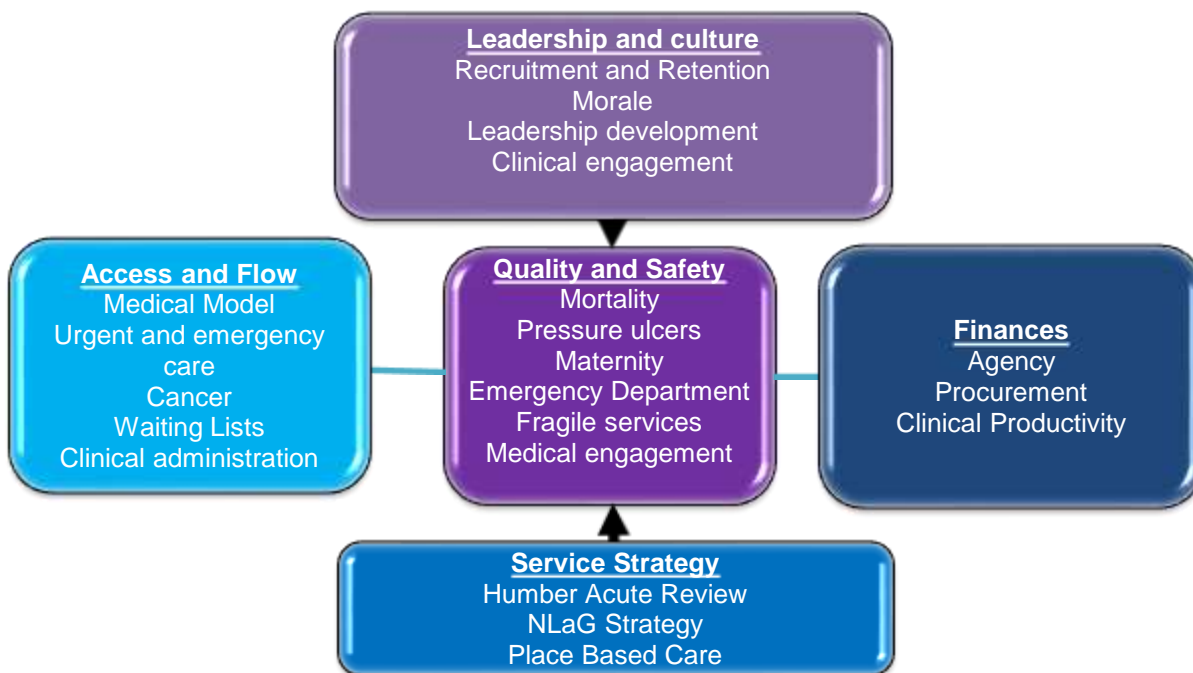 Leadership and culture
Recruitment and Retention
Morale
Leadership development
Clinical engagement
Access and Flow
Medical Model
Urgent and emergency
care
Cancer
Waiting Lists
Clinical administration
Quality and Safety
Mortality
Pressure ulcers
Maternity
Emergency Department
Fragile services
Medical engagement
Finances
Agency
Procurement
Clinical Productivity
Service Strategy
Humber Acute Review
NLaG Strategy
Place Based Care